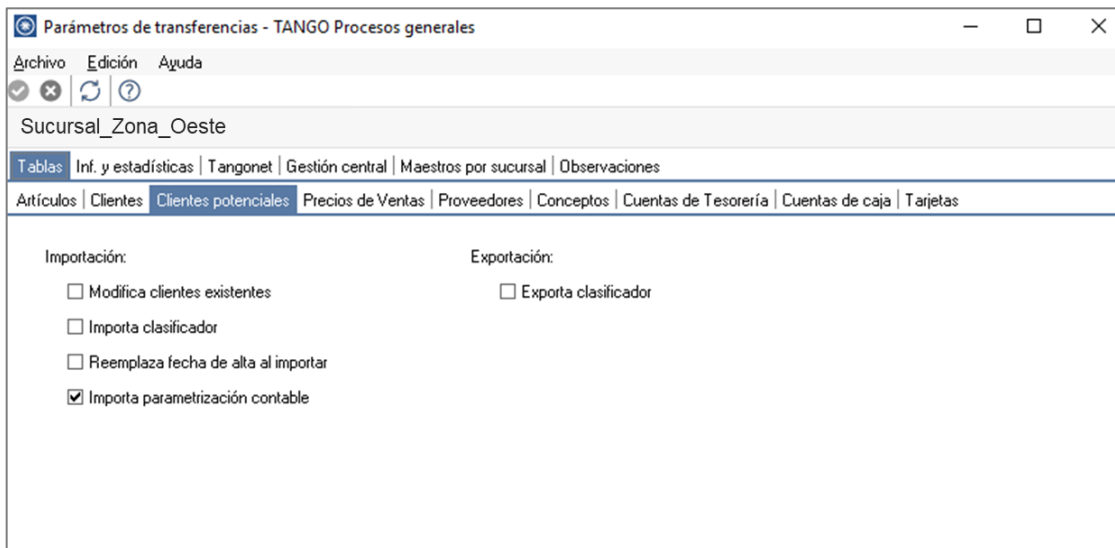 Parámetros de transferencias - TANGO Procesos generales
Archivo Edición Ayuda
Sucursal_Zona_Oeste
Tablas Inf. y estadísticas Tangonet Gestión central Maestros por sucursal Observaciones
Artículos Clientes Clientes potenciales Precios de Ventas Proveedores Conceptos Cuentas de Tesorería Cuentas de caja Tarjetas
Importación: Exportación:
Modifica clientes existentes Exporta clasificador
Importa clasificador
Reemplaza fecha de alta al importar
Importa parametrización contable